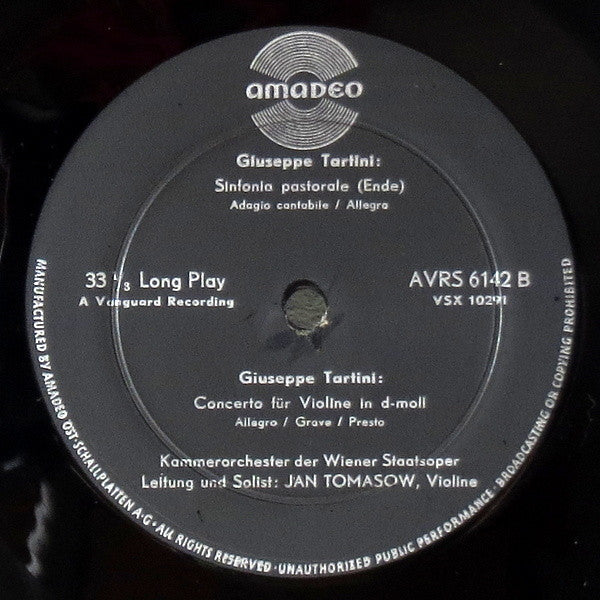 AMADEO
Giuseppe Tartini:
Sinfonia pastorale (Ende)
Adagio cantabile / Allegra
33 1/3 Long Play
A Vanguard Recording
AVRS 6142 B
VSX 10291
Giuseppe Tartini:
Concerto für Violine in d-moll
Allegro / Grave / Presto
Kammerorchester der Wiener Staatsoper
Leitung und Solist: JAN TOMASOW, Violine
MANUFACTURED BY AMADEO ÖST·SCHALLPLATTEN A·G·ALL RIGHTS RESERVED·UNAUTHORIZED PUBLIC PERFORMANCE·BROADCASTING OR COPYING PROHIBITED